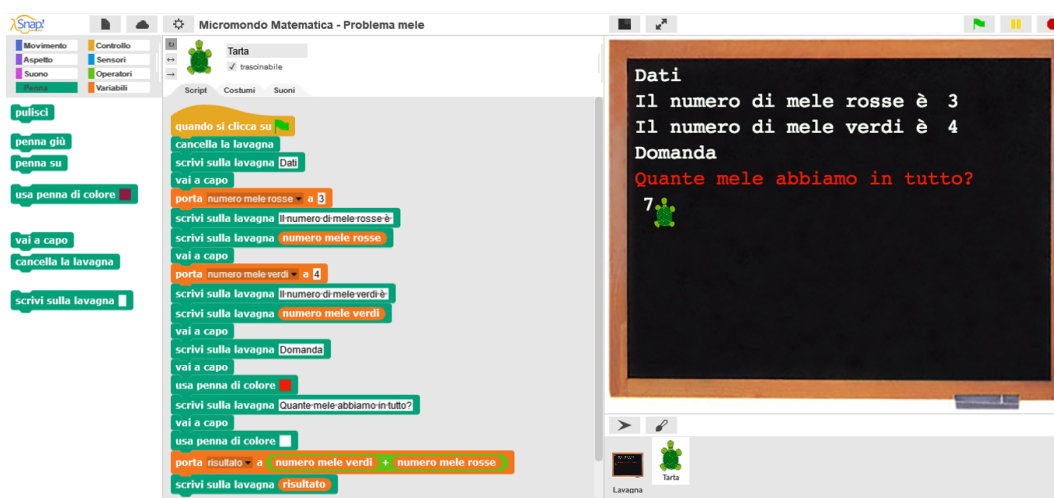 Snap!
Micromondo Matematica - Problema mele
Movimento
Controllo
Aspetto
Sensori
Suono
Operatori
Penna
Variabili
pulisci
penna giù
penna su
usa penna di colore
vai a capo
cancella la lavagna
scrivi sulla lavagna
Tarta
trascinabile
Script
Costumi
Suoni
quando si clicca su
cancella la lavagna
scrivi sulla lavagna Dati
vai a capo
porta numero mele rosse a 3
scrivi sulla lavagna Il numero di mele rosse è
scrivi sulla lavagna numero mele rosse
vai a capo
porta numero mele verdi a 4
scrivi sulla lavagna Il numero di mele verdi è
scrivi sulla lavagna numero mele verdi
vai a capo
scrivi sulla lavagna Domanda
vai a capo
usa penna di colore
scrivi sulla lavagna Quante mele abbiamo in tutto?
vai a capo
usa penna di colore
porta risultato a numero mele verdi + numero mele rosse
scrivi sulla lavagna risultato
Dati
Il numero di mele rosse è 3
Il numero di mele verdi è 4
Domanda
Quante mele abbiamo in tutto?
7
Lavagna
Tarta